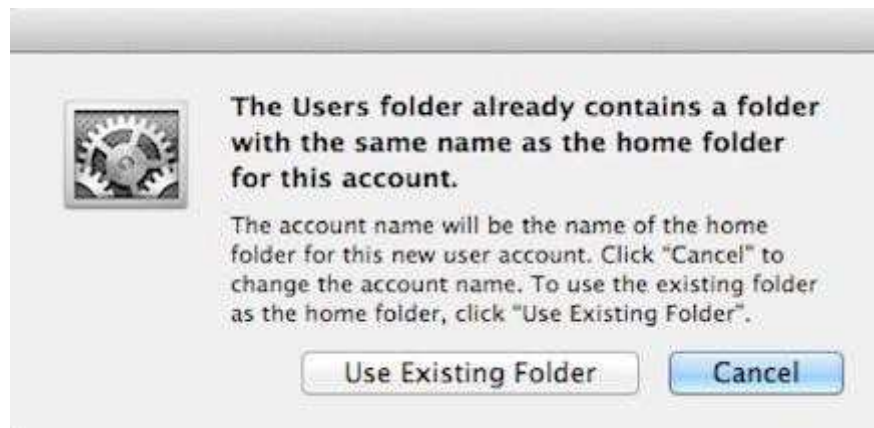 The Users folder already contains a folder
with the same name as the home folder
for this account.
The account name will be the name of the home
folder for this new user account. Click "Cancel" to
change the account name. To use the existing folder
as the home folder, click "Use Existing Folder".
Use Existing Folder
Cancel